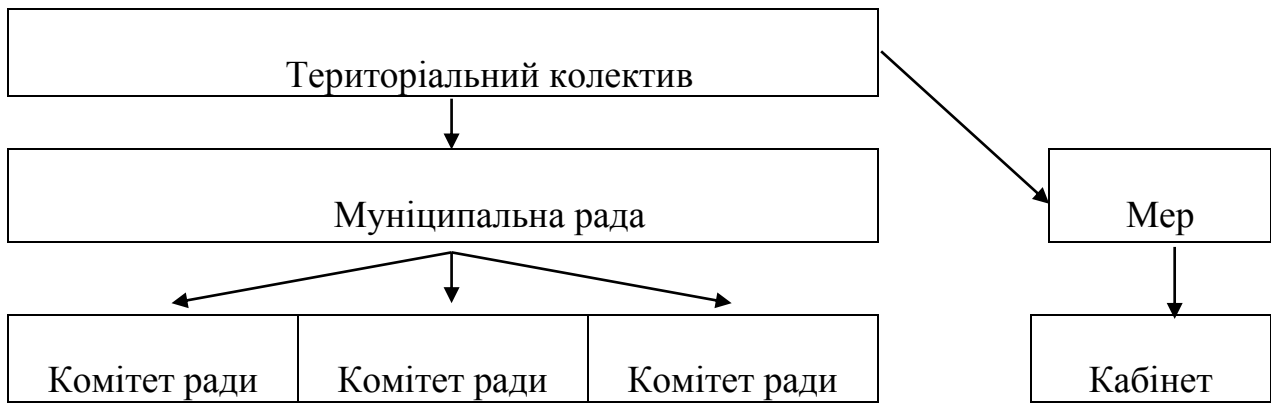 Територіальний колектив
Муніципальна рада
Мер
Комітет ради
Комітет ради
Комітет ради
Кабінет